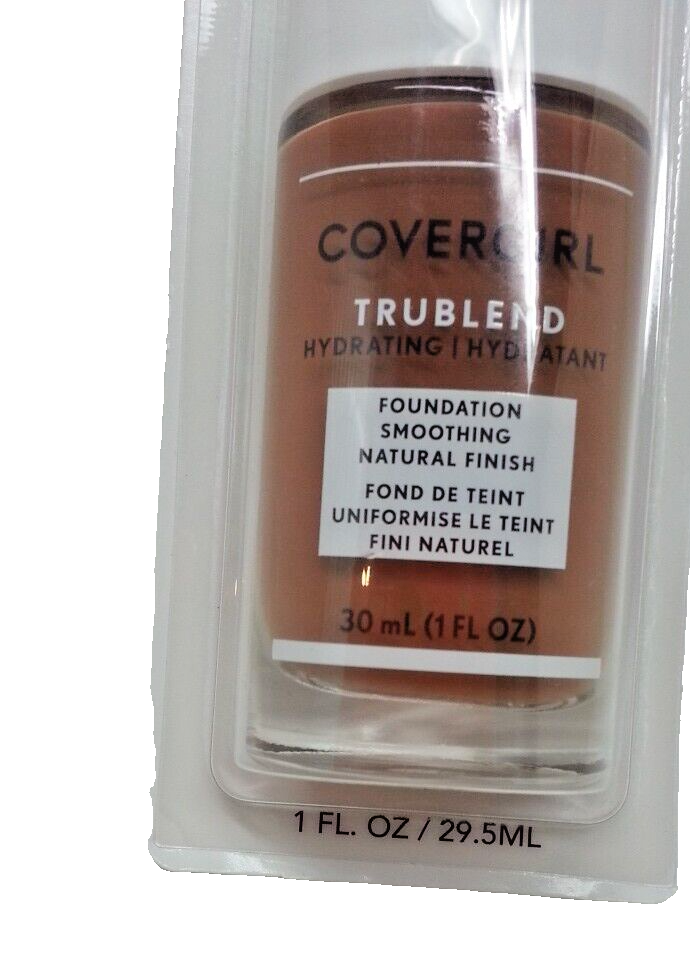 COVERGIRL
TRUBLEND
HYDRATING | HYDRATANT
FOUNDATION
SMOOTHING
NATURAL FINISH
FOND DE TEINT
UNIFORMISE LE TEINT
FINI NATUREL
30 mL (1 FL OZ)
1 FL. OZ / 29.5ML